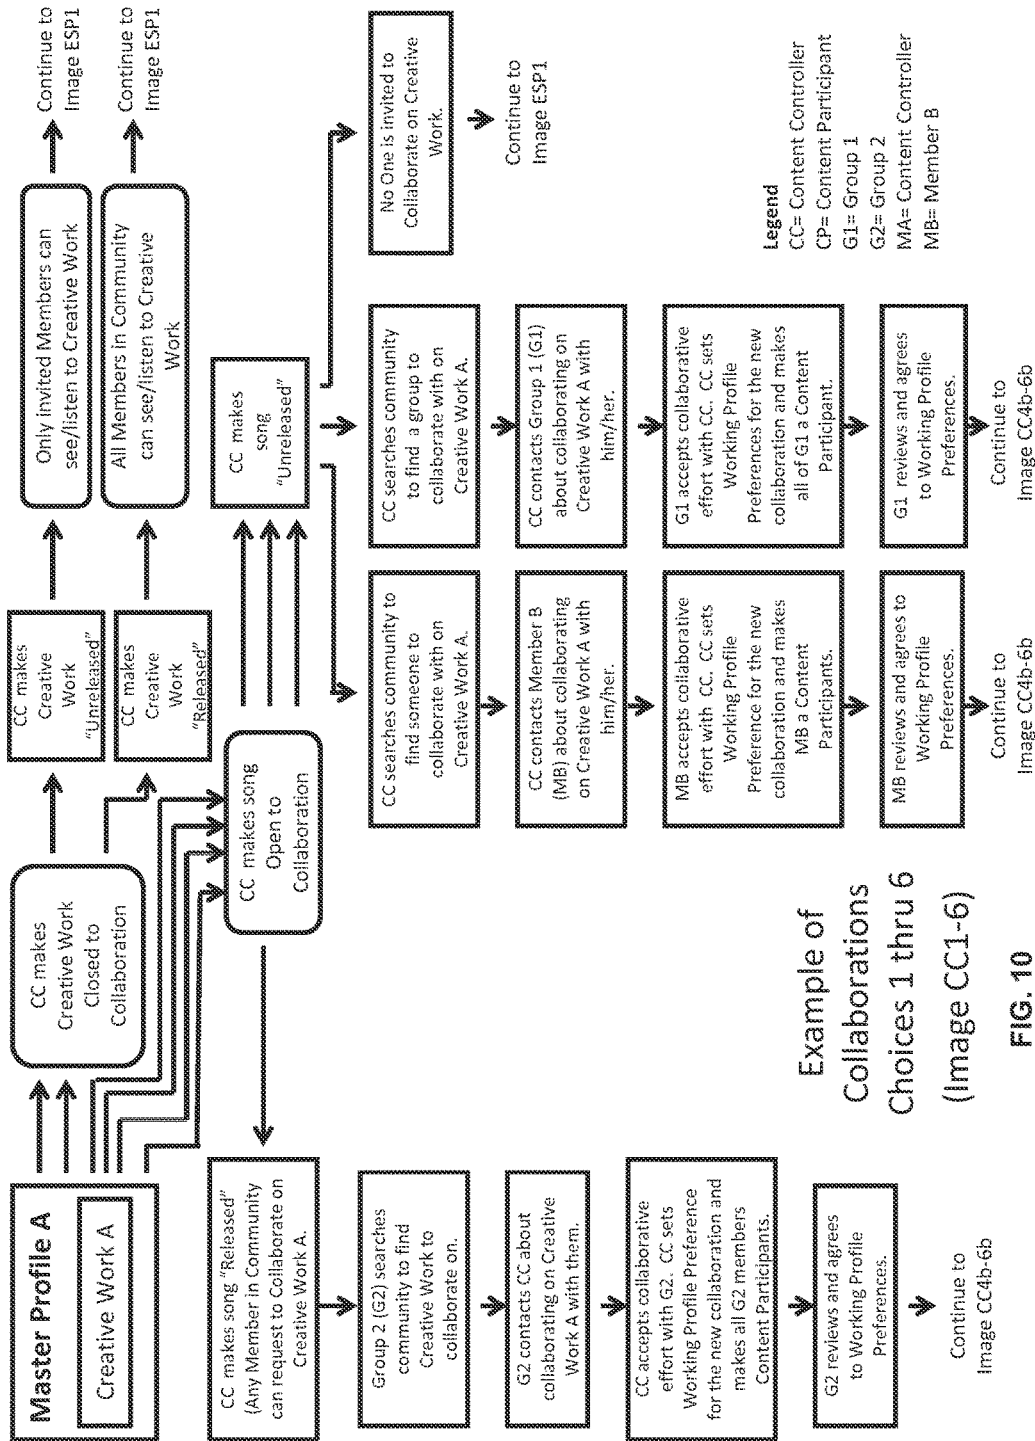 Master Profile A
Creative Work A
CC makes
Creative Work
Closed to
Collaboration
CC makes
Creative
Work
"Unreleased"
CC makes
Creative
Work
"Released"
Only Invited Members can
see/listen to Creative Work
All Members in Community
can see/listen to Creative
Work
Continue to
Image ESP1
Continue to
Image ESP1
CC makes song
Open to
Collaboration
CC makes
song
"Unreleased"
CC makes song "Released"
(Any Member in Community
can request to Collaborate on
Creative Work A.
Group 2 (G2) searches
community to find
Creative Work to
collaborate on.
G2 contacts CC about
collaborating on Creative
Work A with them.
CC accepts collaborative
effort with G2. CC sets
Working Profile Preference
for the new collaboration and
makes all G2 members
Content Participants.
G2 reviews and agrees
to Working Profile
Preferences.
Continue to
Image CC4b-6b
CC searches community to
find someone to
collaborate with on
Creative Work A.
CC contacts Member B
(MB) about collaborating
on Creative Work A with
him/her.
MB accepts collaborative
effort with CC. CC sets
Working Profile
Preference for the new
collaboration and makes
MB a Content
Participants.
MB reviews and agrees to
Working Profile
Preferences.
Continue to
Image CC4b-6b
CC searches community
to find a group to
collaborate with on
Creative Work A.
CC contacts Group 1 (G1)
about collaborating on
Creative Work A with
him/her.
G1 accepts collaborative
effort with CC. CC sets
Working Profile
Preferences for the new
collaboration and makes
all of G1 a Content
Participant.
G1 reviews and agrees
to Working Profile
Preferences.
Continue to
Image CC4b-6b
No One is invited to
Collaborate on Creative
Work.
Continue to
Image ESP1
Legend
CC= Content Controller
CP= Content Participant
G1= Group 1
G2= Group 2
MA= Content Controller
MB= Member B
Example of
Collaborations
Choices 1 thru 6
(Image CC1-6)
FIG. 10